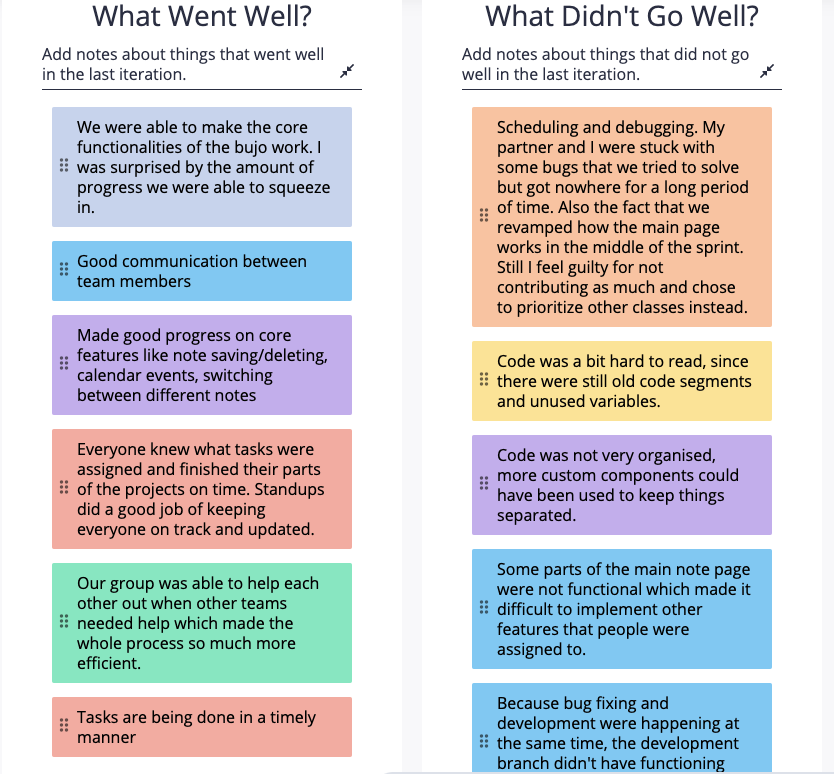 What Went Well?
Add notes about things that went well
in the last iteration.
We were able to make the core
functionalities of the bujo work. I
was surprised by the amount of
progress we were able to squeeze
in.
Good communication between
team members
Made good progress on core
features like note saving/deleting,
calendar events, switching
between different notes
Everyone knew what tasks were
assigned and finished their parts
of the projects on time. Standups
did a good job of keeping
everyone on track and updated.
Our group was able to help each
other out when other teams
needed help which made the
whole process so much more
efficient.
Tasks are being done in a timely
manner
What Didn't Go Well?
Add notes about things that did not go
well in the last iteration.
Scheduling and debugging. My
partner and I were stuck with
some bugs that we tried to solve
but got nowhere for a long period
of time. Also the fact that we
revamped how the main page
works in the middle of the sprint.
Still I feel guilty for not
contributing as much and chose
to prioritize other classes instead.
Code was a bit hard to read, since
there were still old code segments
and unused variables.
Code was not very organised,
more custom components could
have been used to keep things
separated.
Some parts of the main note page
were not functional which made it
difficult to implement other
features that people were
assigned to.
Because bug fixing and
development were happening at
the same time, the development
branch didn't have functioning